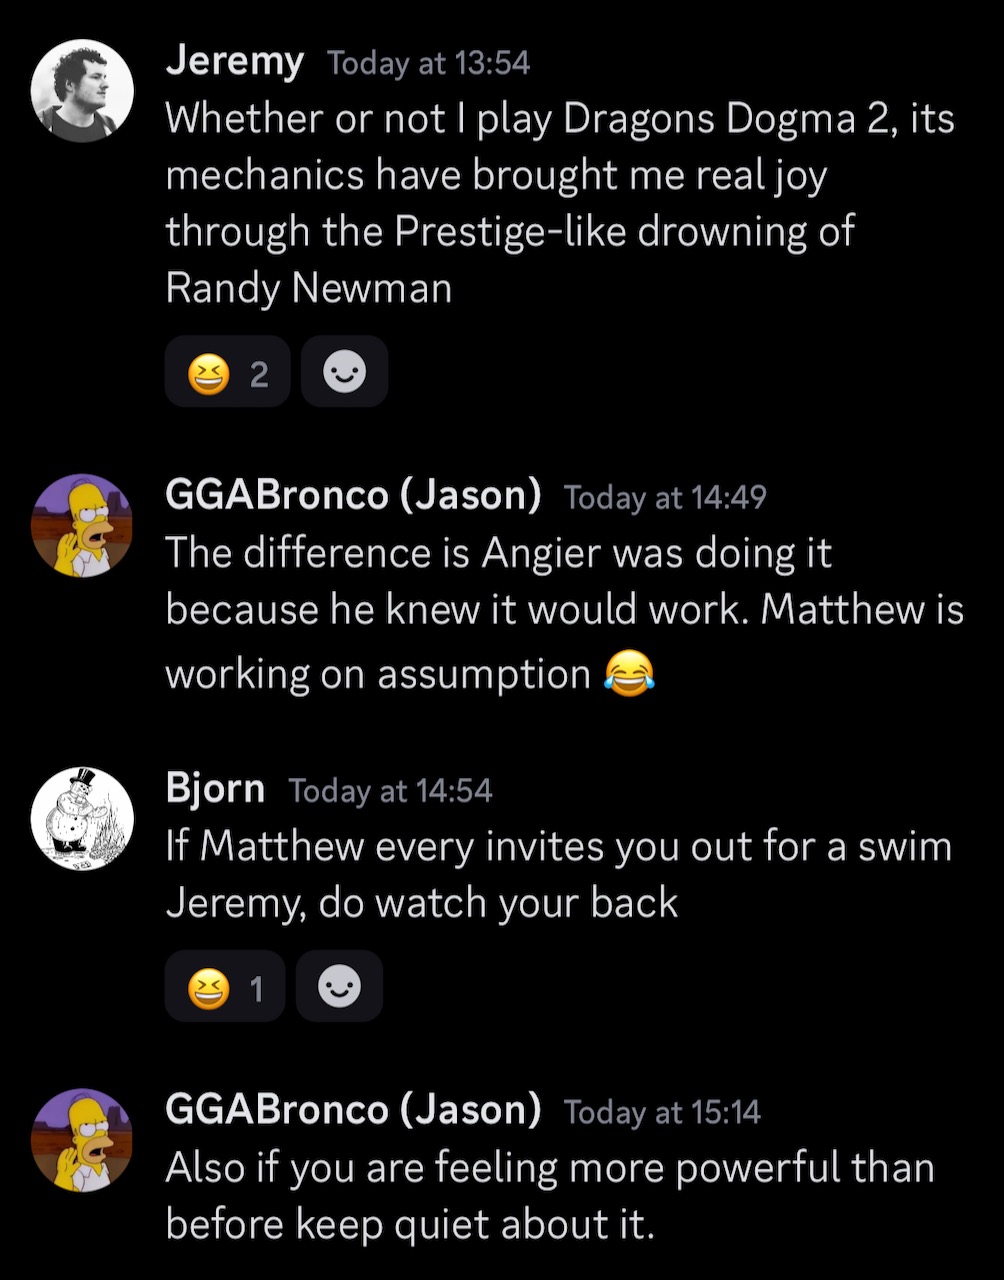 Jeremy Today at 13:54
Whether or not I play Dragons Dogma 2, its
mechanics have brought me real joy
through the Prestige-like drowning of
Randy Newman
😆 2
GGABronco (Jason) Today at 14:49
The difference is Angier was doing it
because he knew it would work. Matthew is
working on assumption 😂
Bjorn Today at 14:54
If Matthew every invites you out for a swim
Jeremy, do watch your back
😆 1
GGABronco (Jason) Today at 15:14
Also if you are feeling more powerful than
before keep quiet about it.